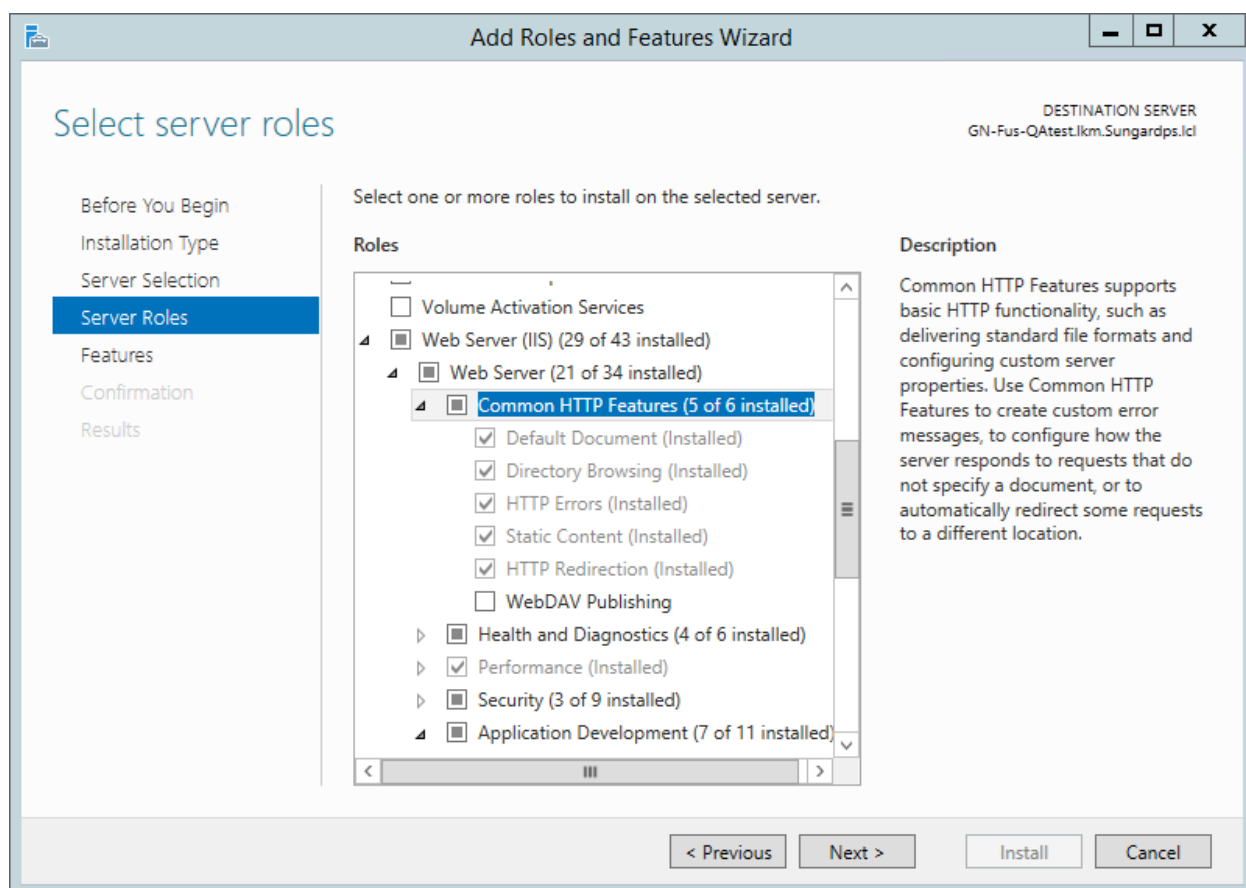 Add Roles and Features Wizard
Select server roles
DESTINATION SERVER
GN-Fus-QAtest.lkm.Sungardps.lcl
Before You Begin
Installation Type
Server Selection
Server Roles
Features
Confirmation
Results
Select one or more roles to install on the selected server.
Roles
Volume Activation Services
Web Server (IIS) (29 of 43 installed)
Web Server (21 of 34 installed)
Common HTTP Features (5 of 6 installed)
Default Document (Installed)
Directory Browsing (Installed)
HTTP Errors (Installed)
Static Content (Installed)
HTTP Redirection (Installed)
WebDAV Publishing
Health and Diagnostics (4 of 6 installed)
Performance (Installed)
Security (3 of 9 installed)
Application Development (7 of 11 installed)
Description
Common HTTP Features supports
basic HTTP functionality, such as
delivering standard file formats and
configuring custom server
properties. Use Common HTTP
Features to create custom error
messages, to configure how the
server responds to requests that do
not specify a document, or to
automatically redirect some requests
to a different location.
< Previous
Next >
Install
Cancel